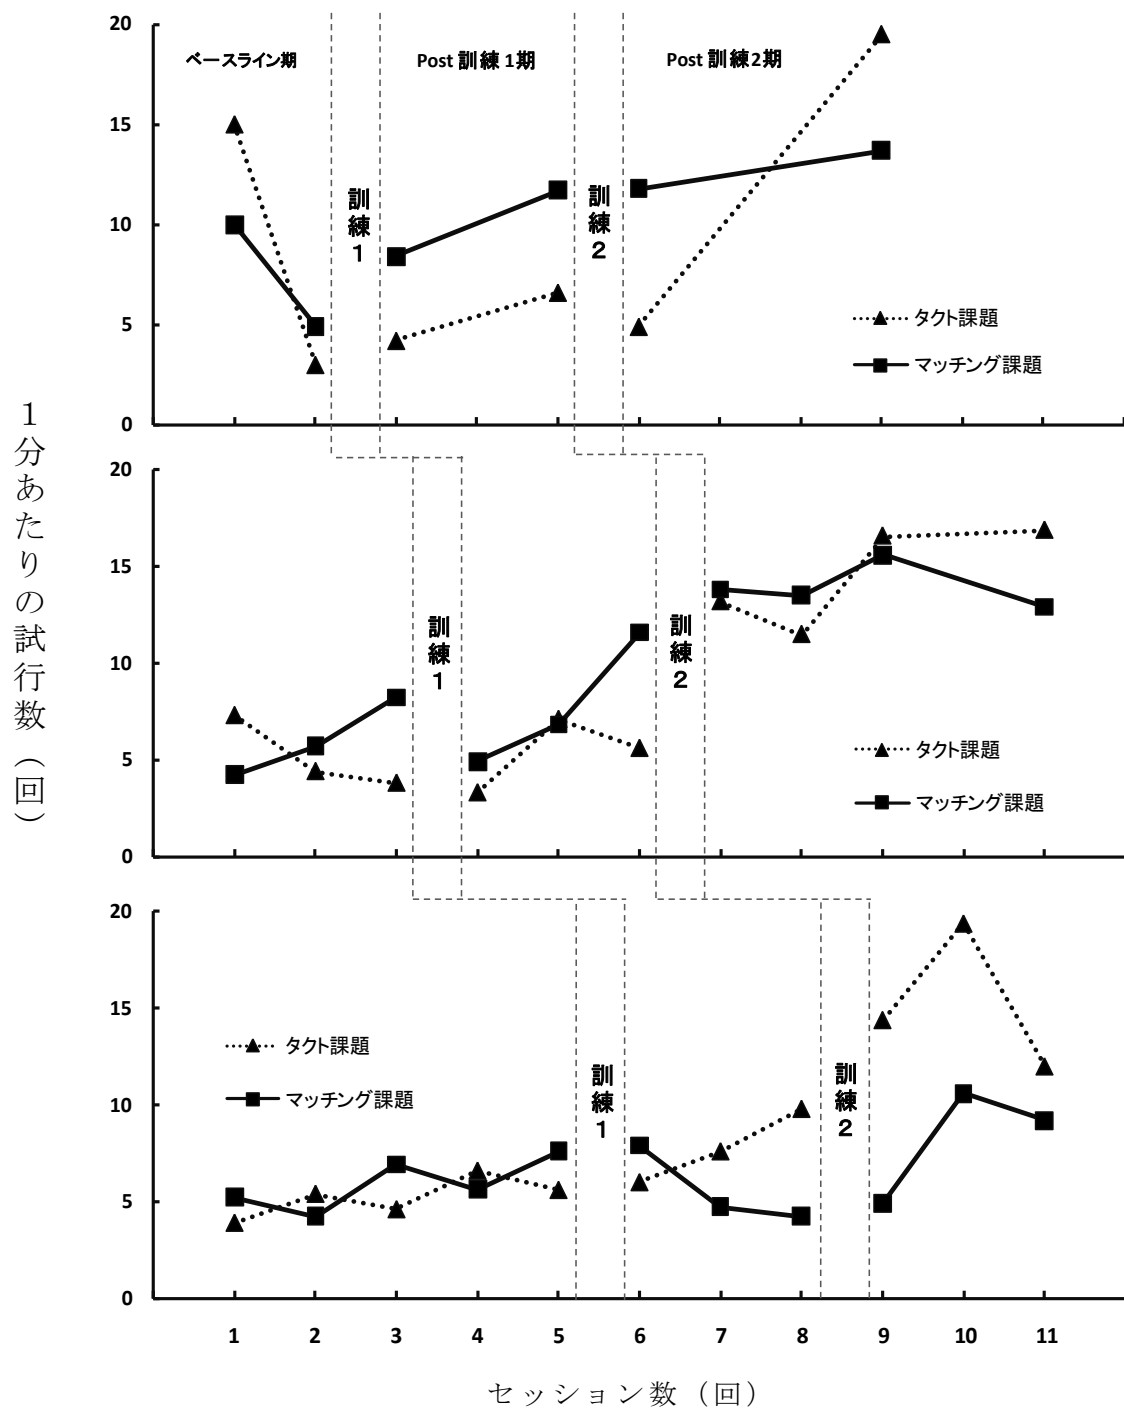 1分あたりの試行数（回）
20
15
10
5
0
ベースライン期
Post 訓練 1期
Post 訓練2期
訓練1
訓練2
タクト課題
マッチング課題
20
15
10
5
0
訓練1
訓練2
タクト課題
マッチング課題
20
15
10
5
0
タクト課題
マッチング課題
訓練1
訓練2
1 2 3 4 5 6 7 8 9 10 11
セッション数（回）